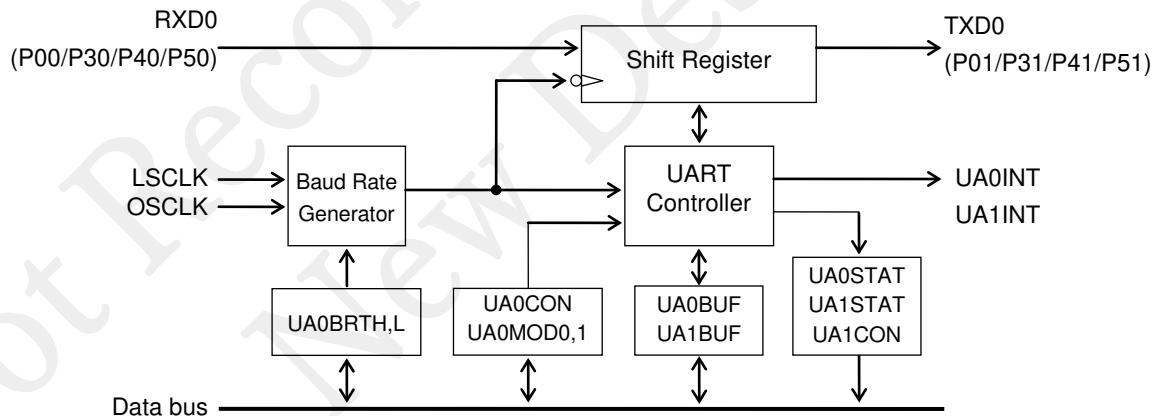 RXD0
(P00/P30/P40/P50)
Shift Register
TXD0
(P01/P31/P41/P51)
LSCLK
OSCLK
Baud Rate
Generator
UART
Controller
UA0INT
UA1INT
UA0BRTH,L
UA0CON
UA0MOD0,1
UA0BUF
UA1BUF
UA0STAT
UA1STAT
UA1CON
Data bus